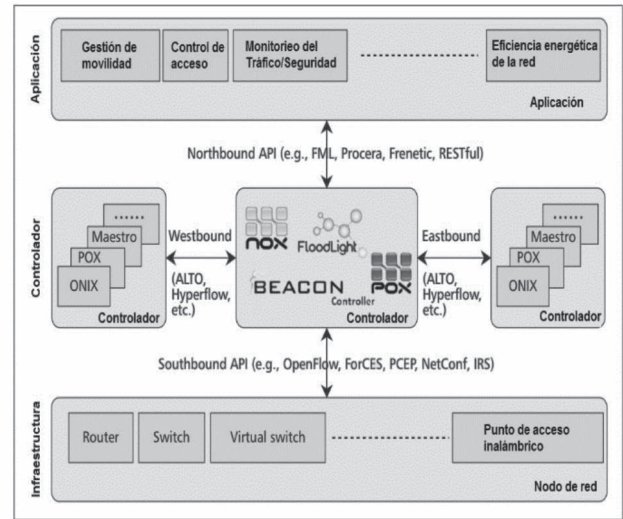 Aplicación
Gestión de
movilidad
Control de
acceso
Monitorieo del
Tráfico/Seguridad
Eficiencia energética
de la red
Aplicación
Northbound API (e.g., FML, Procera, Frenetic, RESTful)
Controlador
......
Maestro
POX
ONIX
Controlador
Westbound
(ALTO,
Hyperflow,
etc.)
nox
FloodLight
BEACON
Controller
POX
Controlador
Eastbound
(ALTO,
Hyperflow,
etc.)
......
Maestro
POX
ONIX
Controlador
Southbound API (e.g., OpenFlow, ForCES, PCEP, NetConf, IRS)
Infraestructura
Router
Switch
Virtual switch
Punto de acceso
inalámbrico
Nodo de red